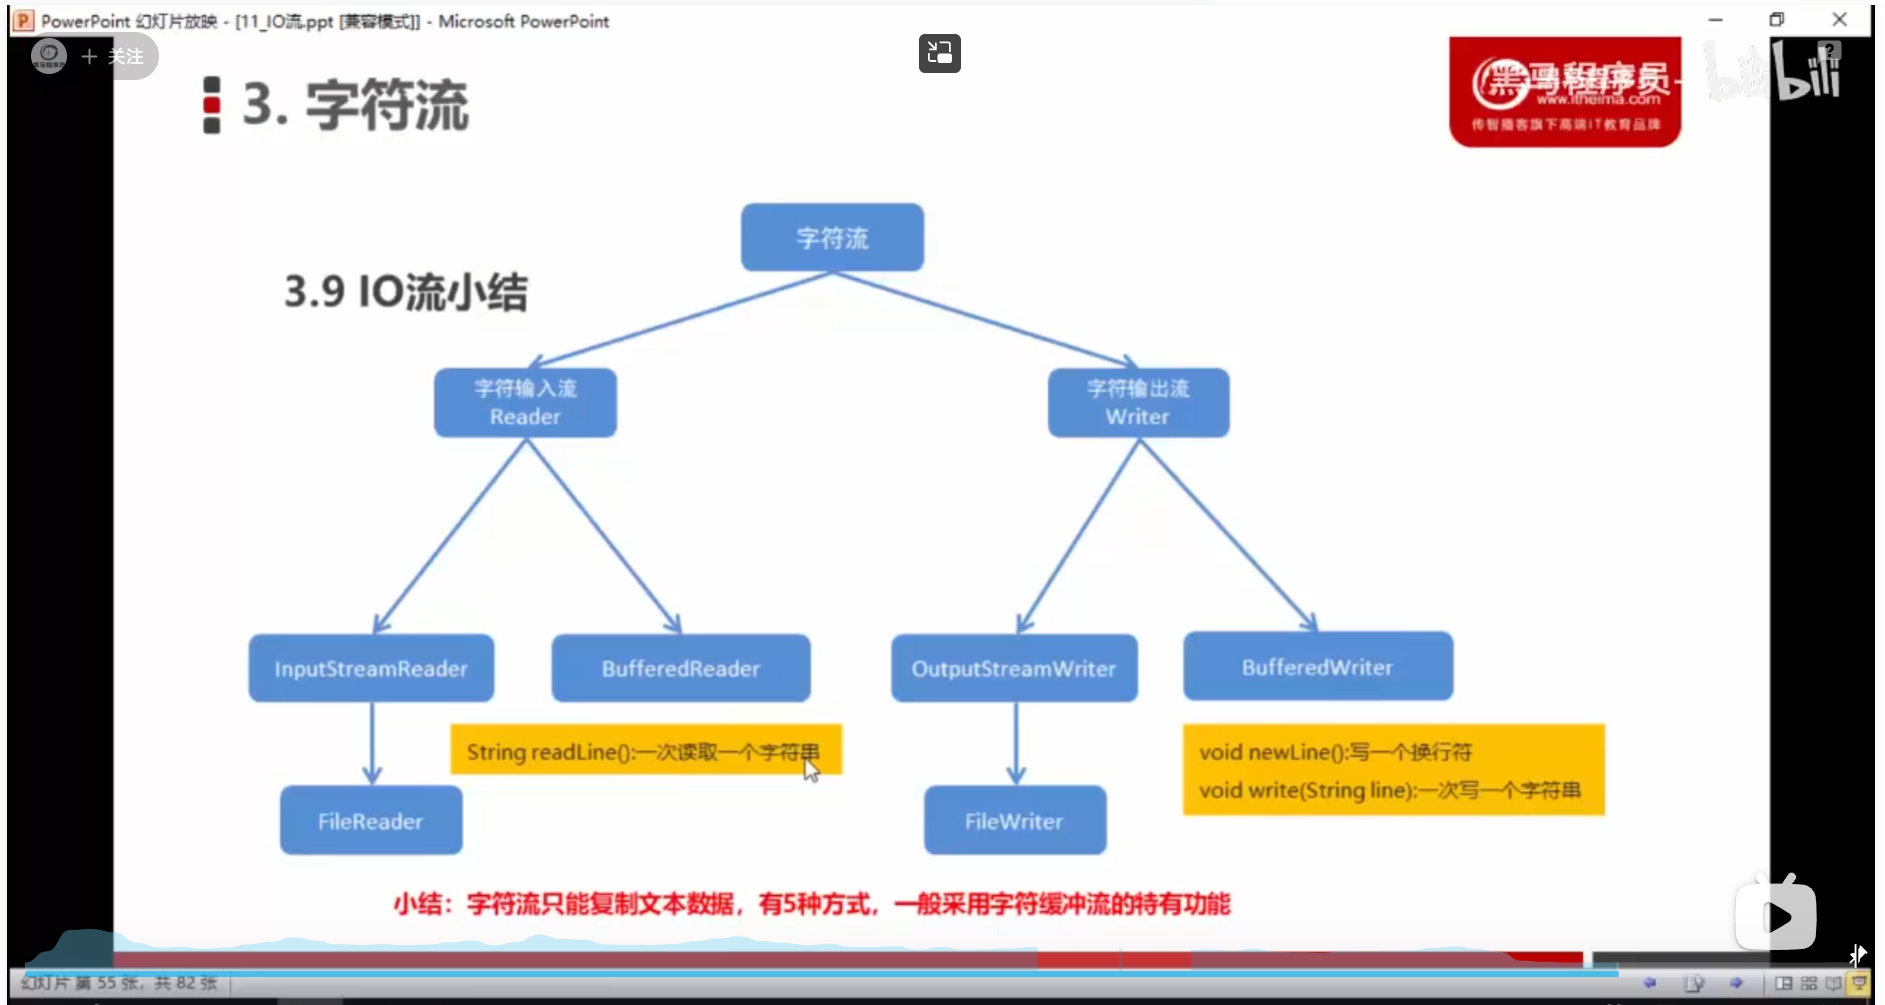 PowerPoint 幻灯片放映 - [11_IO流.ppt [兼容模式]] - Microsoft PowerPoint
+ 关注
3. 字符流
黑马程序员
www.itheima.com
传智播客旗下高端IT教育品牌
bilibili
字符流
3.9 IO流小结
字符输入流
Reader
字符输出流
Writer
InputStreamReader
BufferedReader
OutputStreamWriter
BufferedWriter
String readLine():一次读取一个字符串
void newLine():写一个换行符
void write(String line):一次写一个字符串
FileReader
FileWriter
小结：字符流只能复制文本数据，有5种方式，一般采用字符缓冲流的特有功能
幻灯片 第 55 张，共 82 张